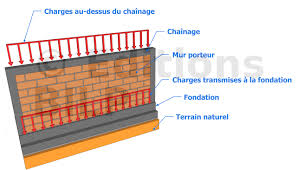 Charges au-dessus du chainage
Chainage
Mur porteur
Charges transmises à la fondation
Fondation
Terrain naturel